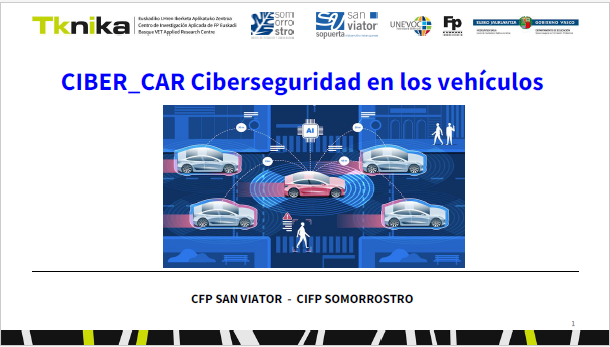 Tknika
Euskadiko LHren Ikerketa Aplikatuko Zentroa
Centro de Investigación Aplicada de FP Euskadi
Basque VET Applied Research Centre
somorrostro
san viator
sopuerta
UNEVOC
Fp
EUSKO JAURLARITZA
GOBIERNO VASCO
CIBER_CAR Ciberseguridad en los vehículos
AI
CFP SAN VIATOR - CIFP SOMORROSTRO
1